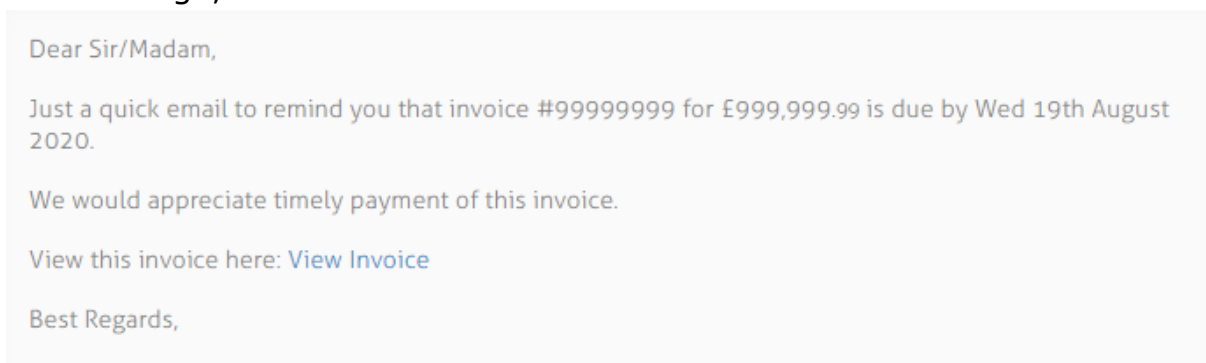 Dear Sir/Madam,
Just a quick email to remind you that invoice #99999999 for £999,999.99 is due by Wed 19th August
2020.
We would appreciate timely payment of this invoice.
View this invoice here: View Invoice
Best Regards,